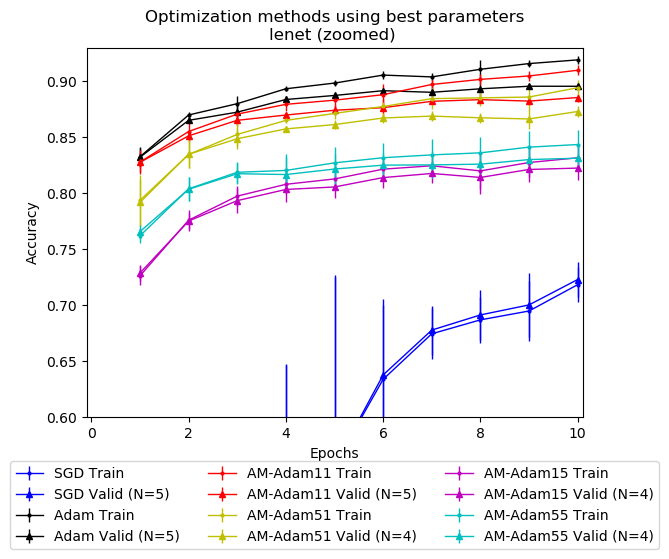 Optimization methods using best parameters
lenet (zoomed)
0.90
0.85
0.80
0.75
0.70
0.65
0.60
Accuracy
0 2 4 6 8 10
Epochs
SGD Train AM-Adam11 Train AM-Adam15 Train
SGD Valid (N=5) AM-Adam11 Valid (N=5) AM-Adam15 Valid (N=4)
Adam Train AM-Adam51 Train AM-Adam55 Train
Adam Valid (N=5) AM-Adam51 Valid (N=4) AM-Adam55 Valid (N=4)